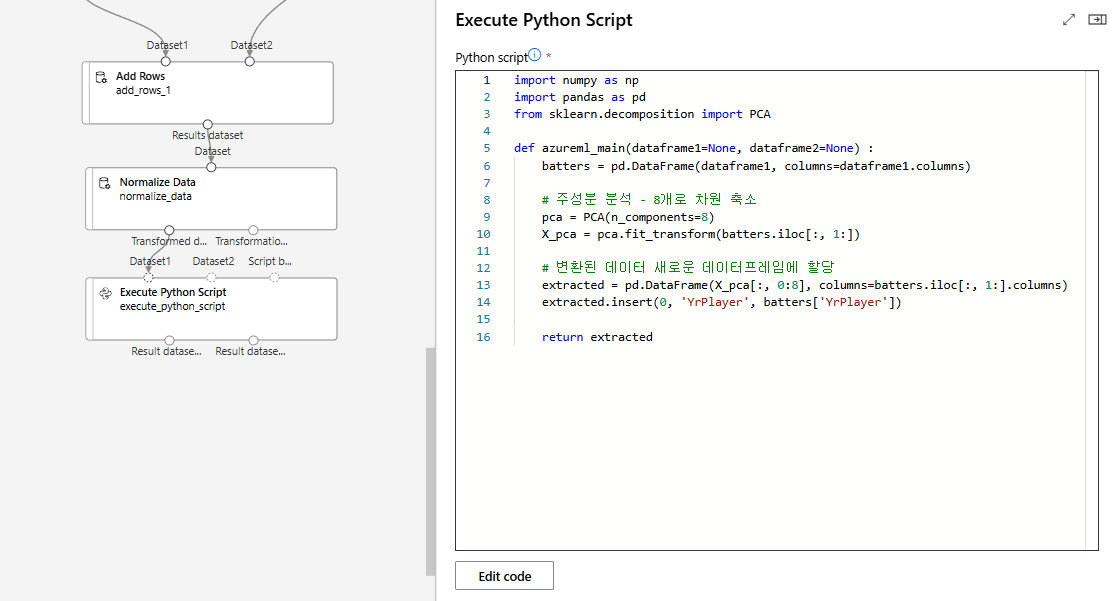 Dataset1
Dataset2
Add Rows
add_rows_1
Results dataset
Dataset
Normalize Data
normalize_data
Transformed d...
Transformatio...
Dataset1
Dataset2
Script b...
Execute Python Script
execute_python_script
Result datase...
Result datase...
Execute Python Script
Python script *
1 import numpy as np
2 import pandas as pd
3 from sklearn.decomposition import PCA
4
5 def azureml_main(dataframe1=None, dataframe2=None) :
6     batters = pd.DataFrame(dataframe1, columns=dataframe1.columns)
7
8     # 주성분 분석 - 8개로 차원 축소
9     pca = PCA(n_components=8)
10     X_pca = pca.fit_transform(batters.iloc[:, 1:])
11
12     # 변환된 데이터 새로운 데이터프레임에 할당
13     extracted = pd.DataFrame(X_pca[:, 0:8], columns=batters.iloc[:, 1:].columns)
14     extracted.insert(0, 'YrPlayer', batters['YrPlayer'])
15
16     return extracted
Edit code